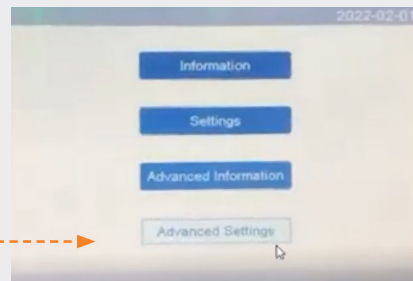 2022-02-01
Information
Settings
Advanced Information
Advanced Settings